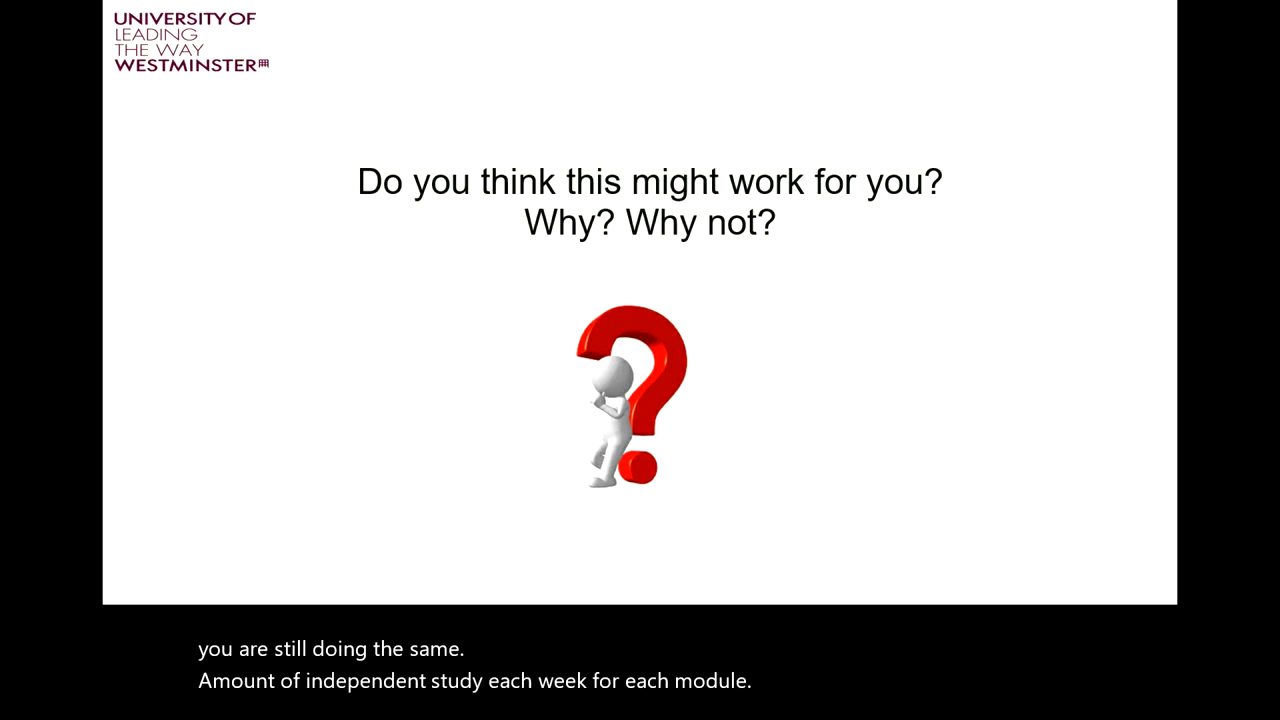 UNIVERSITY OF
LEADING
THE WAY
WESTMINSTER
Do you think this might work for you?
Why? Why not?
you are still doing the same.
Amount of independent study each week for each module.